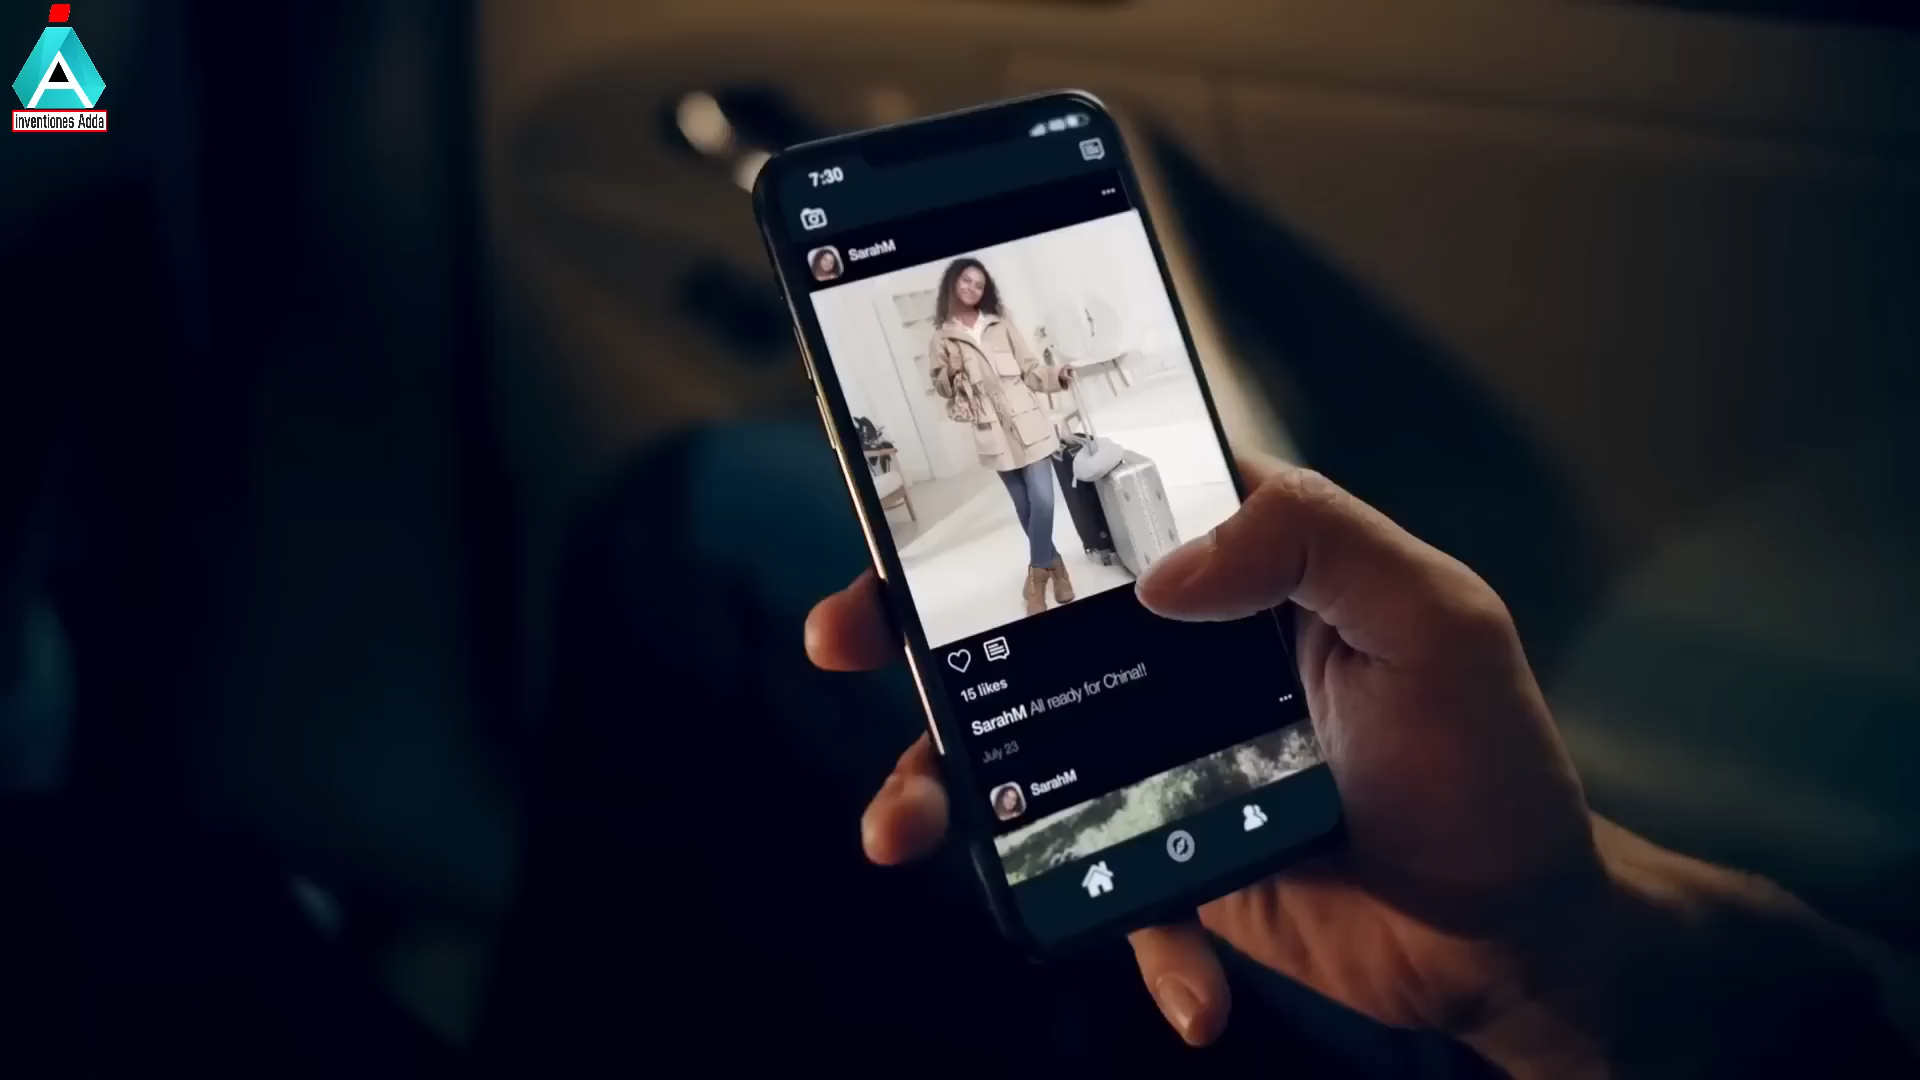 A
inventiones Adda
7:30
SarahM
15 likes
SarahM All ready for China!!
July 23
SarahM